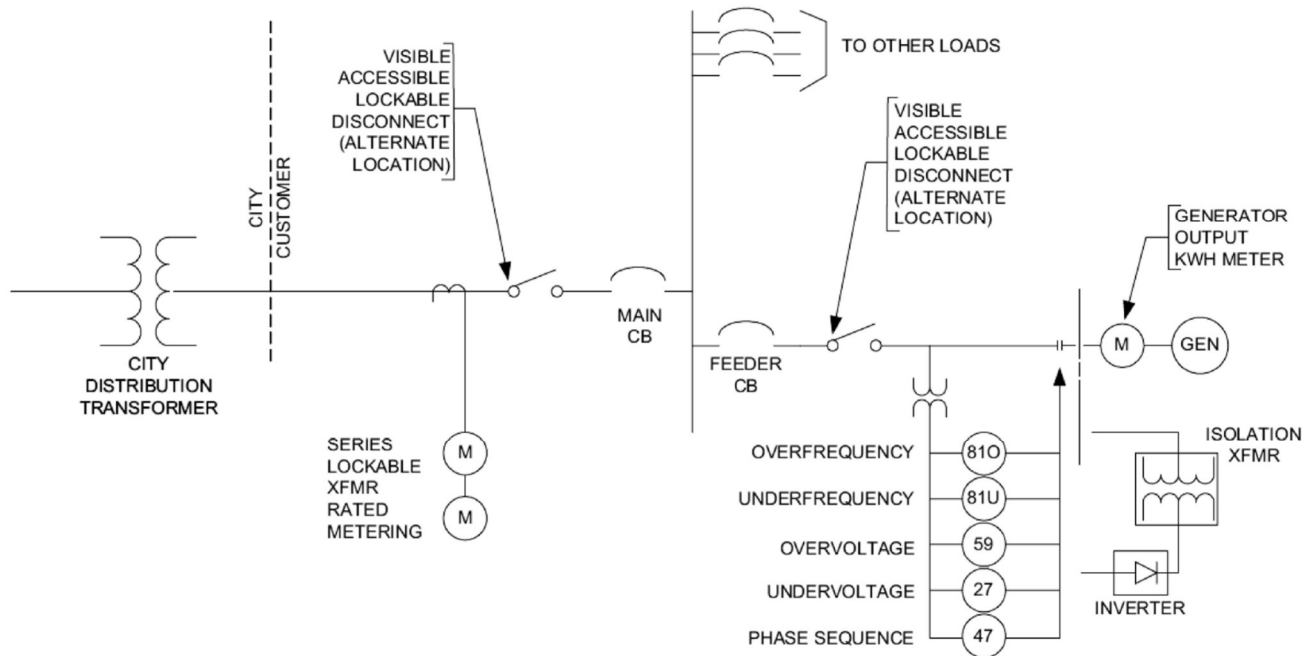 VISIBLE
ACCESSIBLE
LOCKABLE
DISCONNECT
(ALTERNATE
LOCATION)
TO OTHER LOADS
VISIBLE
ACCESSIBLE
LOCKABLE
DISCONNECT
(ALTERNATE
LOCATION)
CITY
CUSTOMER
GENERATOR
OUTPUT
KWH METER
CITY
DISTRIBUTION
TRANSFORMER
MAIN
CB
FEEDER
CB
M
GEN
SERIES
LOCKABLE
XFMR
RATED
METERING
M
M
OVERFREQUENCY
81O
UNDERFREQUENCY
81U
OVERVOLTAGE
59
UNDERVOLTAGE
27
PHASE SEQUENCE
47
ISOLATION
XFMR
INVERTER